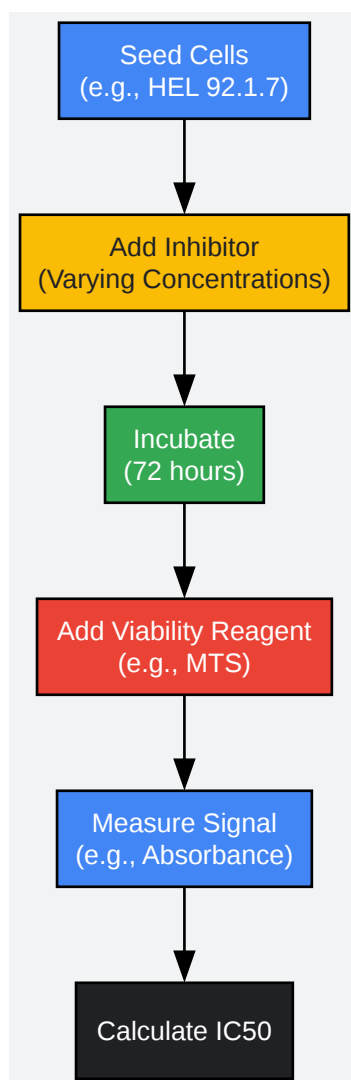 Seed Cells
(e.g., HEL 92.1.7)
Add Inhibitor
(Varying Concentrations)
Incubate
(72 hours)
Add Viability Reagent
(e.g., MTS)
Measure Signal
(e.g., Absorbance)
Calculate IC50